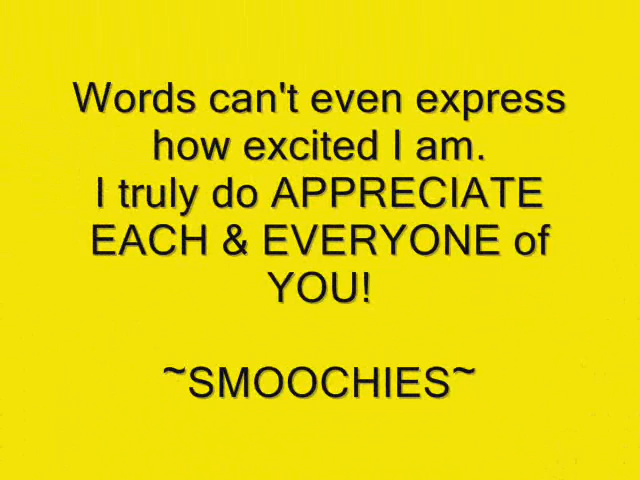 Words can't even express
how excited I am.
I truly do APPRECIATE
EACH & EVERYONE of
YOU!
~SMOOCHIES~